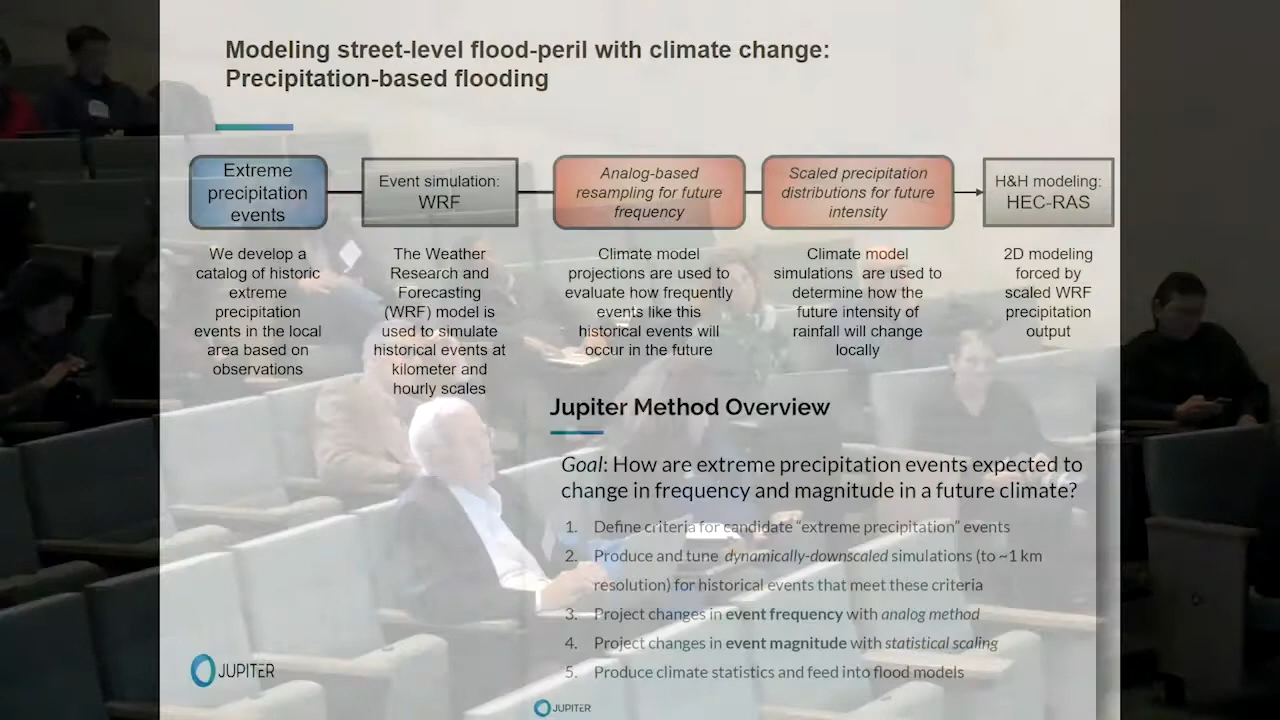 Modeling street-level flood-peril with climate change:
Precipitation-based flooding
Extreme
precipitation
events
Event simulation:
WRF
Analog-based
resampling for future
frequency
Scaled precipitation
distributions for future
intensity
H&H modeling:
HEC-RAS
We develop a
catalog of historic
extreme
precipitation
events in the local
area based on
observations
The Weather
Research and
Forecasting
(WRF) model is
used to simulate
historical events at
kilometer and
hourly scales
Climate model
projections are used to
evaluate how frequently
events like this
historical events will
occur in the future
Climate model
simulations are used to
determine how the
future intensity of
rainfall will change
locally
2D modeling
forced by
scaled WRF
precipitation
output
Jupiter Method Overview
Goal: How are extreme precipitation events expected to
change in frequency and magnitude in a future climate?
1. Define criteria for candidate “extreme precipitation” events
2. Produce and tune dynamically-downscaled simulations (to ~1 km
resolution) for historical events that meet these criteria
3. Project changes in event frequency with analog method
4. Project changes in event magnitude with statistical scaling
5. Produce climate statistics and feed into flood models
JUPITER
JUPITER